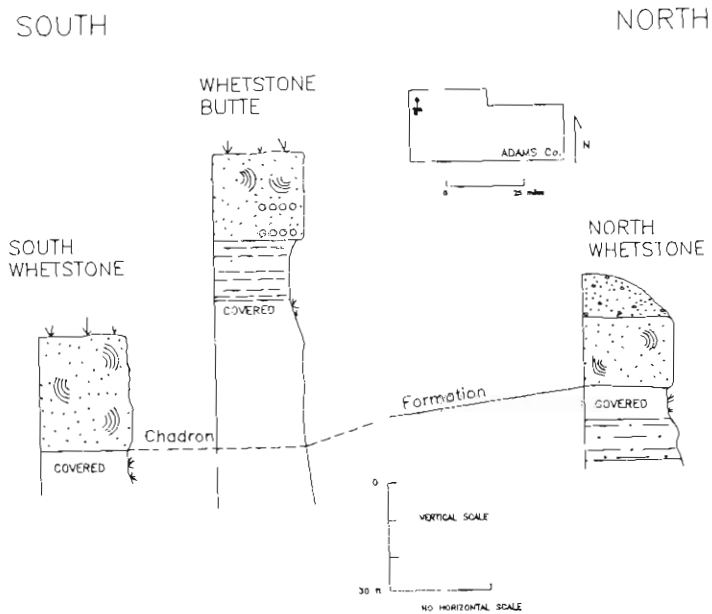 SOUTH
NORTH
WHETSTONE
BUTTE
ADAMS Co.
N
0
25 miles
SOUTH
WHETSTONE
NORTH
WHETSTONE
COVERED
COVERED
COVERED
Chadron
Formation
0
VERTICAL SCALE
30 ft
NO HORIZONTAL SCALE